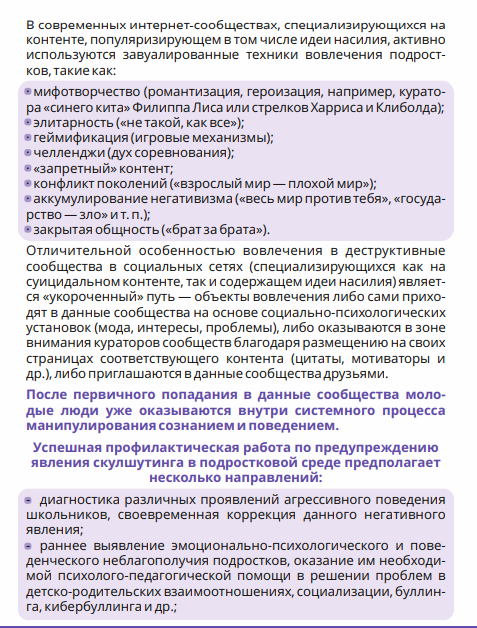 В современных интернет-сообществах, специализирующихся на
контенте, популяризирующем в том числе идеи насилия, активно
используются завуалированные техники вовлечения подрост-
ков, такие как:
• мифотворчество (романтизация, героизация, например, курато-
ра «синего кита» Филиппа Лиса или стрелков Харриса и Клиболда);
• элитарность («не такой, как все»);
• геймификация (игровые механизмы);
• челленджи (дух соревнования);
• «запретный» контент;
• конфликт поколений («взрослый мир — плохой мир»);
• аккумулирование негативизма («весь мир против тебя», «госуда-
рство — зло» и т. п.);
• закрытая общность («брат за брата»).
Отличительной особенностью вовлечения в деструктивные
сообщества в социальных сетях (специализирующихся как на
суицидальном контенте, так и содержащем идеи насилия) являет-
ся «укороченный» путь — объекты вовлечения либо сами прихо-
дят в данные сообщества на основе социально-психологических
установок (мода, интересы, проблемы), либо оказываются в зоне
внимания кураторов сообществ благодаря размещению на своих
страницах соответствующего контента (цитаты, мотиваторы и
др.), либо приглашаются в данные сообщества друзьями.
После первичного попадания в данные сообщества моло-
дые люди уже оказываются внутри системного процесса
манипулирования сознанием и поведением.
Успешная профилактическая работа по предупреждению
явления скулшутинга в подростковой среде предполагает
несколько направлений:
– диагностика различных проявлений агрессивного поведения
школьников, своевременная коррекция данного негативного
явления;
– раннее выявление эмоционально-психологического и пове-
денческого неблагополучия подростков, оказание им необходи-
мой психолого-педагогической помощи в решении проблем в
детско-родительских взаимоотношениях, социализации, буллин-
га, кибербуллинга и др.;